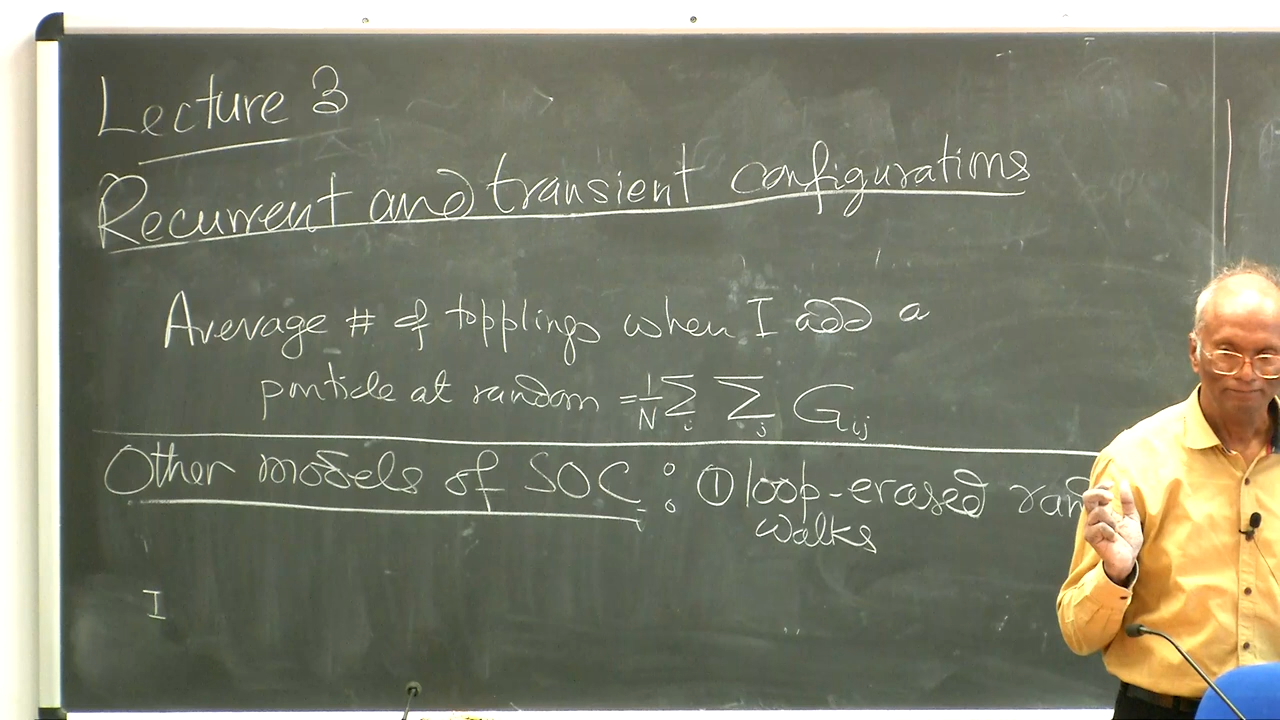 Lecture 3
Recurrent and transient configurations
Average # of topplings when I add a
particle at random = 1/N Σ_i Σ_j G_ij
Other models of SOC : ① loop-erased ran
walks
I